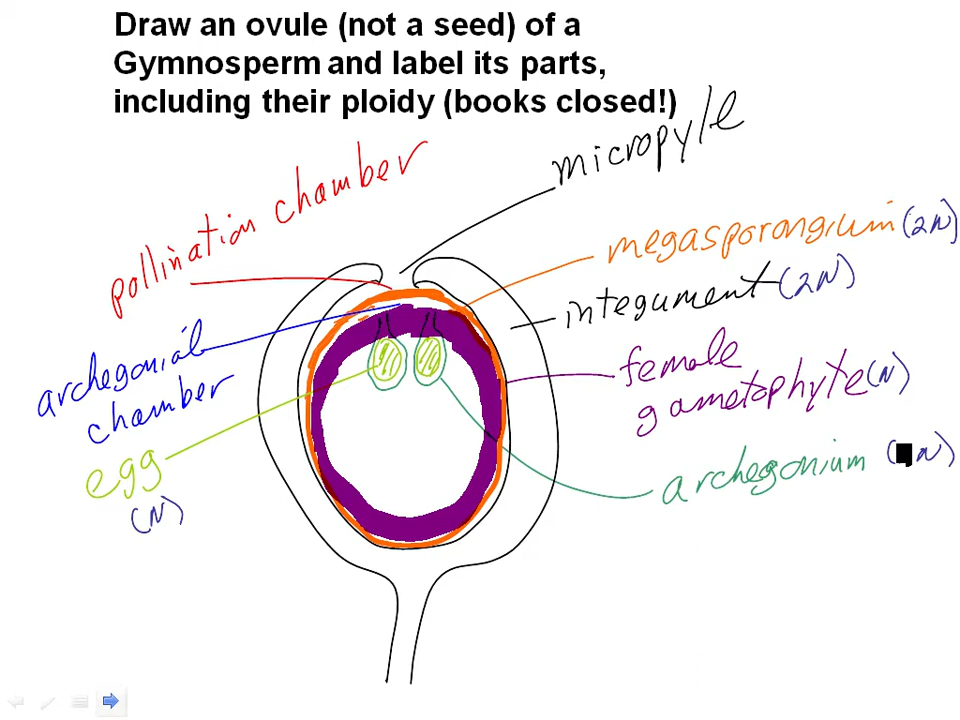 Draw an ovule (not a seed) of a
Gymnosperm and label its parts,
including their ploidy (books closed!)
micropyle
pollination chamber
megasporangium (2N)
integument (2N)
archegonial
chamber
female
gametophyte (N)
egg
(N)
archegonium (N)